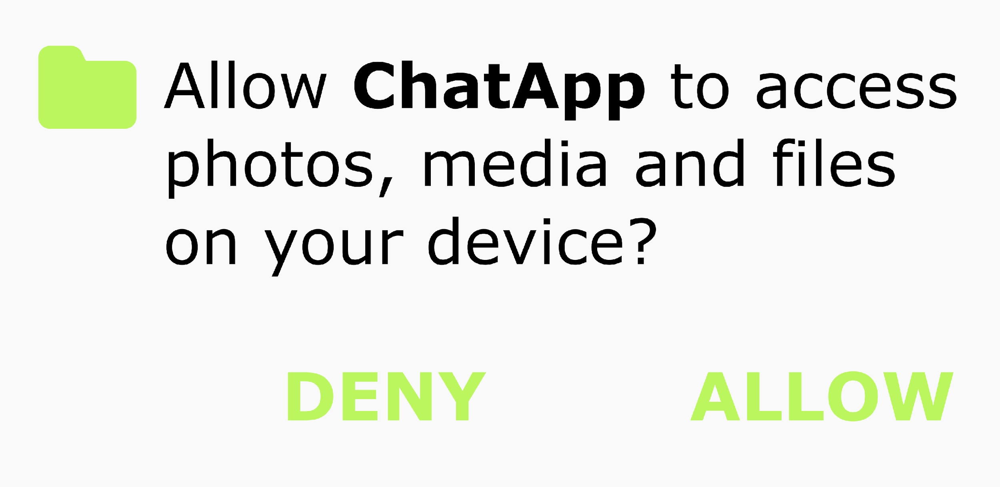 Allow ChatApp to access
photos, media and files
on your device?
DENY ALLOW